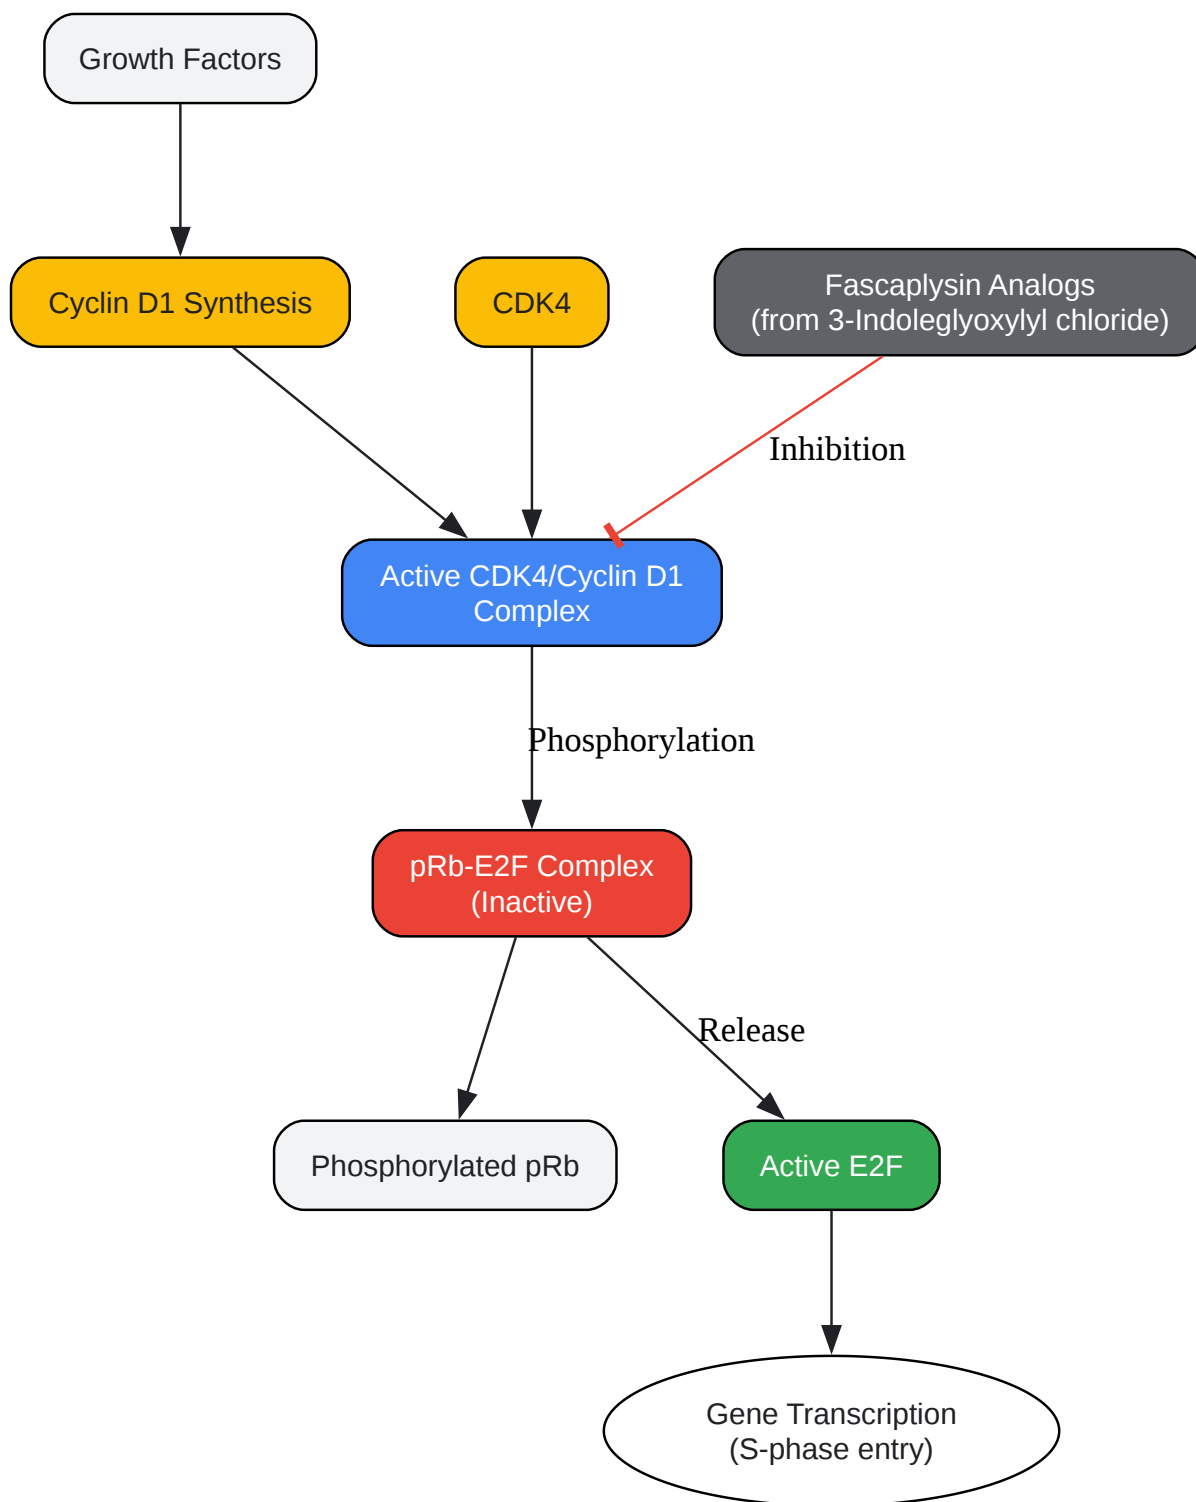 Growth Factors
Cyclin D1 Synthesis
CDK4
Fascaplysin Analogs
(from 3-Indoleglyoxylyl chloride)
Inhibition
Active CDK4/Cyclin D1
Complex
Phosphorylation
pRb-E2F Complex
(Inactive)
Release
Phosphorylated pRb
Active E2F
Gene Transcription
(S-phase entry)